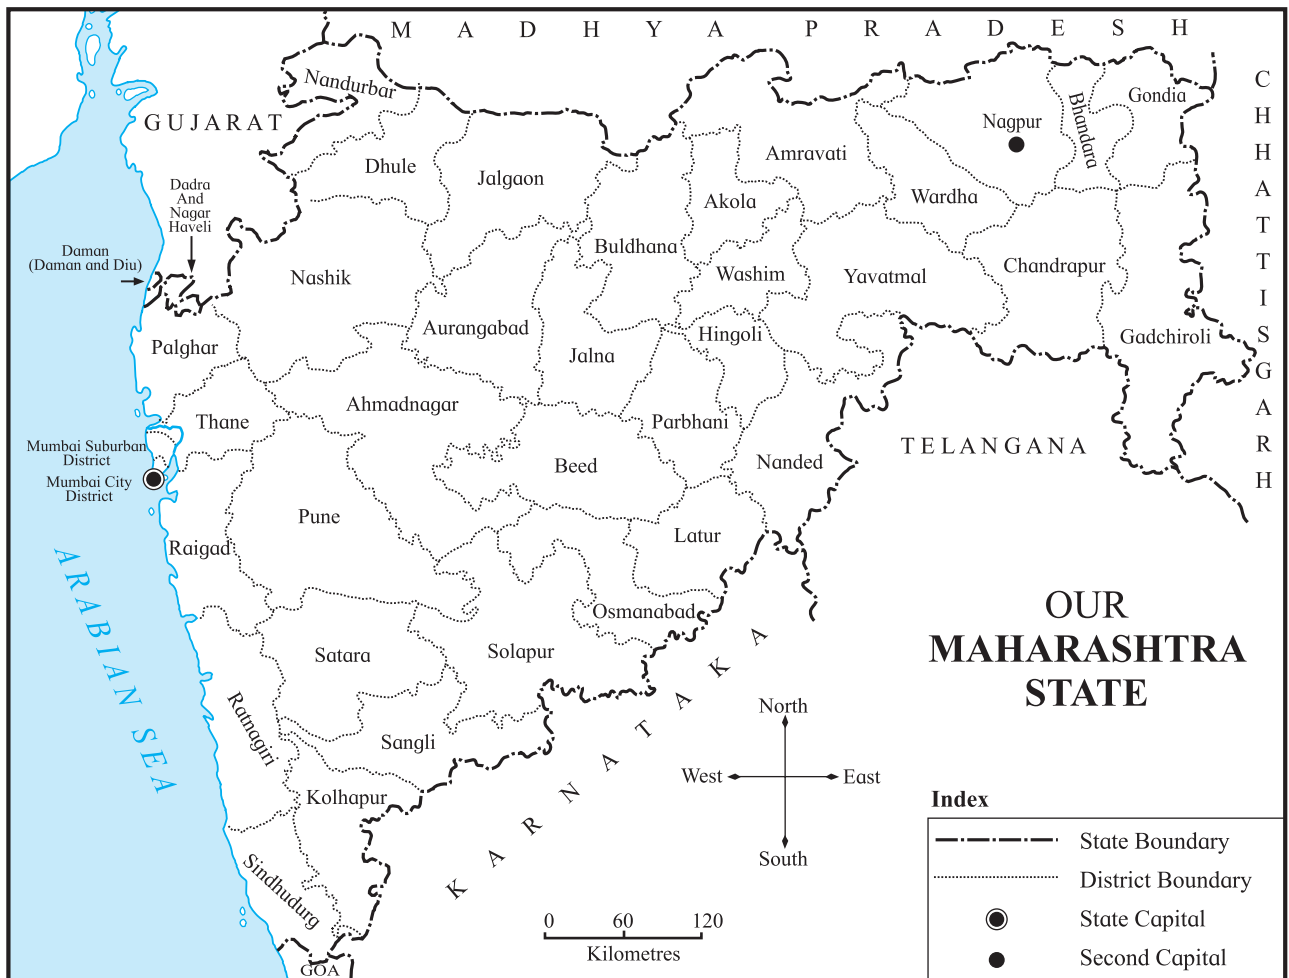 M A D H Y A P R A D E S H
CHHATTISGARH
GUJARAT
Nandurbar
Dhule
Jalgaon
Amravati
Nagpur
Bhandara
Gondia
Dadra
And
Nagar
Haveli
Akola
Wardha
Daman
(Daman and Diu)
Nashik
Buldhana
Washim
Yavatmal
Chandrapur
Gadchiroli
Palghar
Aurangabad
Jalna
Hingoli
Thane
Ahmadnagar
Parbhani
Mumbai Suburban
District
Mumbai City
District
Beed
Nanded
TELANGANA
Raigad
Pune
Latur
ARABIAN SEA
Osmanabad
Satara
Solapur
KARNATAKA
Ratnagiri
Sangli
Kolhapur
Sindhudurg
GOA
OUR
MAHARASHTRA
STATE
North
West
East
South
0 60 120
Kilometres
Index
State Boundary
District Boundary
State Capital
Second Capital